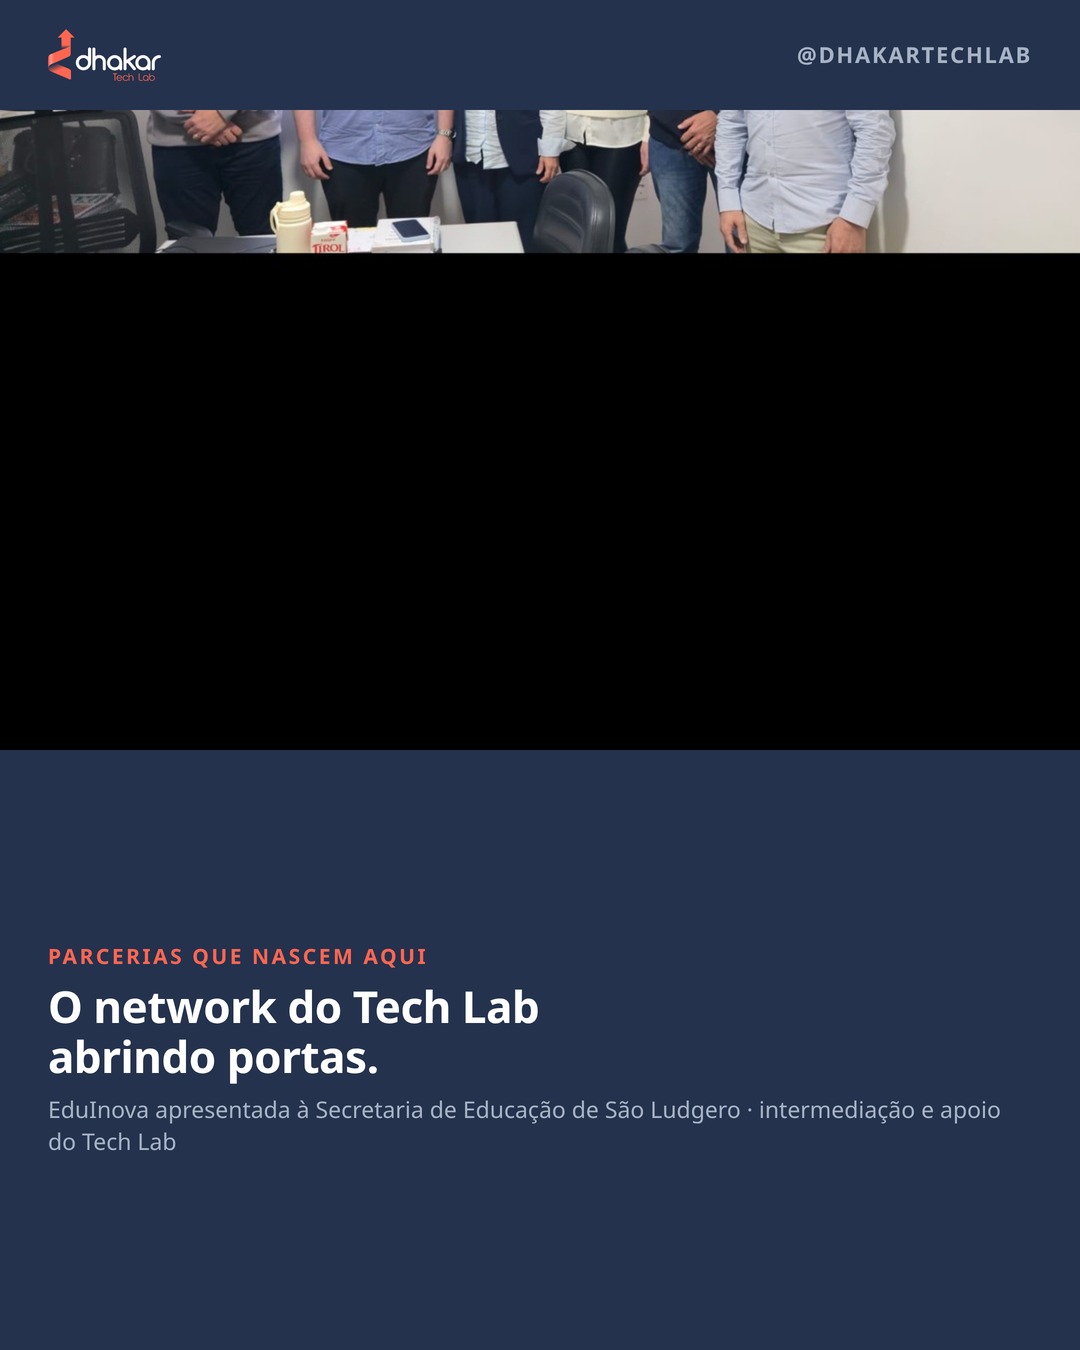 dhakar
Tech Lab
@DHAKARTECHLAB
TIROL
PARCERIAS QUE NASCEM AQUI
O network do Tech Lab
abrindo portas.
EduInova apresentada à Secretaria de Educação de São Ludgero · intermediação e apoio
do Tech Lab